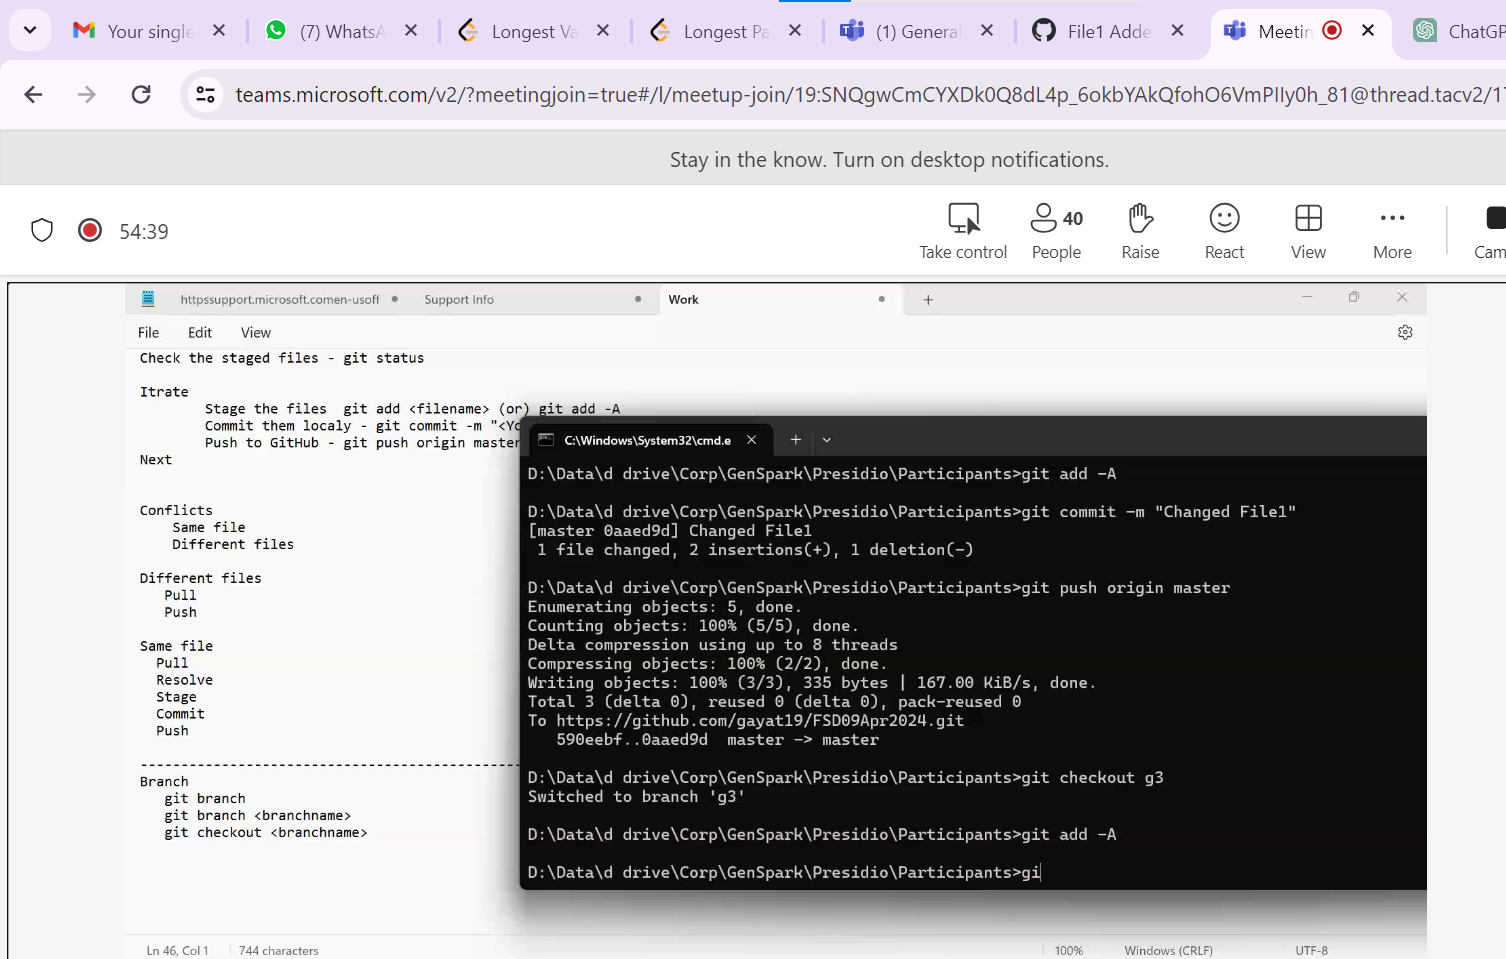 Your single
(7) WhatsA
Longest Va
Longest Pa
(1) General
File1 Adde
Meetin
ChatGP
teams.microsoft.com/v2/?meetingjoin=true#/l/meetup-join/19:SNQgwCmCYXDk0Q8dL4p_6okbYAkQfohO6VmPIIy0h_81@thread.tacv2/17
Stay in the know. Turn on desktop notifications.
54:39
Take control
40
People
Raise
React
View
More
Cam
httpssupport.microsoft.comen-usoff
Support Info
Work
File Edit View
Check the staged files - git status
Itrate
Stage the files  git add <filename> (or) git add -A
Commit them localy - git commit -m "<Yo
Push to GitHub - git push origin master
Next
Conflicts
Same file
Different files
Different files
Pull
Push
Same file
Pull
Resolve
Stage
Commit
Push
--------------------------------------------------
Branch
git branch
git branch <branchname>
git checkout <branchname>
C:\Windows\System32\cmd.e
D:\Data\d drive\Corp\GenSpark\Presidio\Participants>git add -A
D:\Data\d drive\Corp\GenSpark\Presidio\Participants>git commit -m "Changed File1"
[master 0aaed9d] Changed File1
1 file changed, 2 insertions(+), 1 deletion(-)
D:\Data\d drive\Corp\GenSpark\Presidio\Participants>git push origin master
Enumerating objects: 5, done.
Counting objects: 100% (5/5), done.
Delta compression using up to 8 threads
Compressing objects: 100% (2/2), done.
Writing objects: 100% (3/3), 335 bytes | 167.00 KiB/s, done.
Total 3 (delta 0), reused 0 (delta 0), pack-reused 0
To https://github.com/gayat19/FSD09Apr2024.git
590eebf..0aaed9d  master -> master
D:\Data\d drive\Corp\GenSpark\Presidio\Participants>git checkout g3
Switched to branch 'g3'
D:\Data\d drive\Corp\GenSpark\Presidio\Participants>git add -A
D:\Data\d drive\Corp\GenSpark\Presidio\Participants>gi
Ln 46, Col 1
744 characters
100%
Windows (CRLF)
UTF-8